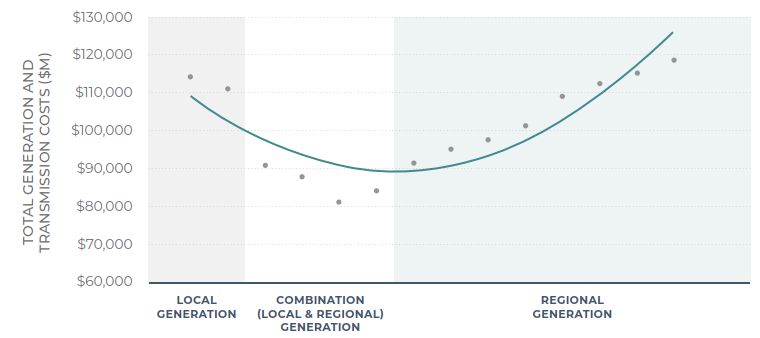 TOTAL GENERATION AND
TRANSMISSION COSTS ($M)
$130,000
$120,000
$110,000
$100,000
$90,000
$80,000
$70,000
$60,000
LOCAL
GENERATION
COMBINATION
(LOCAL & REGIONAL)
GENERATION
REGIONAL
GENERATION